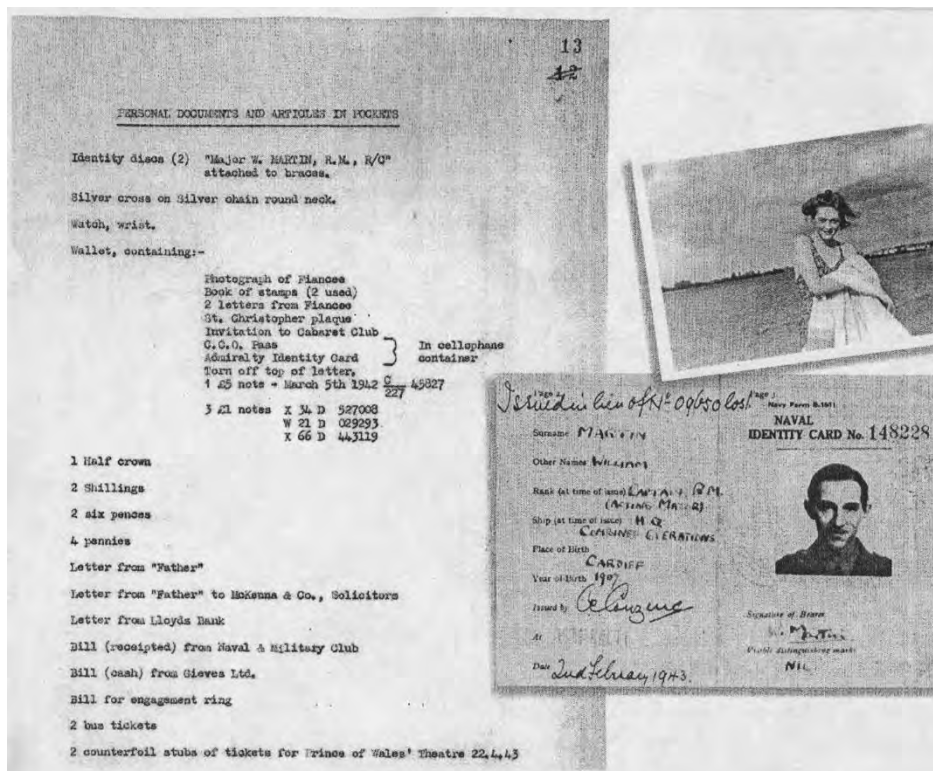 13
12
PERSONAL DOCUMENTS AND ARTICLES IN POCKETS
Identity discs (2) "Major W. MARTIN, R.M., R/C"
attached to braces.
Silver cross on Silver chain round neck.
Watch, wrist.
Wallet, containing:-
Photograph of Fiancee
Book of stamps (2 used)
2 letters from Fiancee
St. Christopher plaque
Invitation to Cabaret Club
C.C.O. Pass
Admiralty Identity Card
In cellophane
container
Torn off top of letter.
1 £5 note - March 5th 1942 C/227 45827
3 £1 notes X 34 D 527008
W 21 D 029293
X 66 D 443119
1 Half crown
2 Shillings
2 six pences
4 pennies
Letter from "Father"
Letter from "Father" to McKenna & Co., Solicitors
Letter from Lloyds Bank
Bill (receipted) from Naval & Military Club
Bill (cash) from Gieves Ltd.
Bill for engagement ring
2 bus tickets
2 counterfoil stubs of tickets for Prince of Wales' Theatre 22.4.43
Page 2
Issued in lieu of No 09650 lost.
Surname MARTIN
Other Names WILLIAM
Rank (at time of issue) CAPTAIN R.M.
(ACTING MAJOR)
Ship (at time of issue) H Q
COMBINED OPERATIONS
Place of Birth
CARDIFF
Year of Birth 1907
Issued by
At
Date 2nd February 1943.
Page 3
Navy Form S.1511
NAVAL
IDENTITY CARD No. 148228
Signature of Bearer
W. Martin
Visible distinguishing marks
NIL